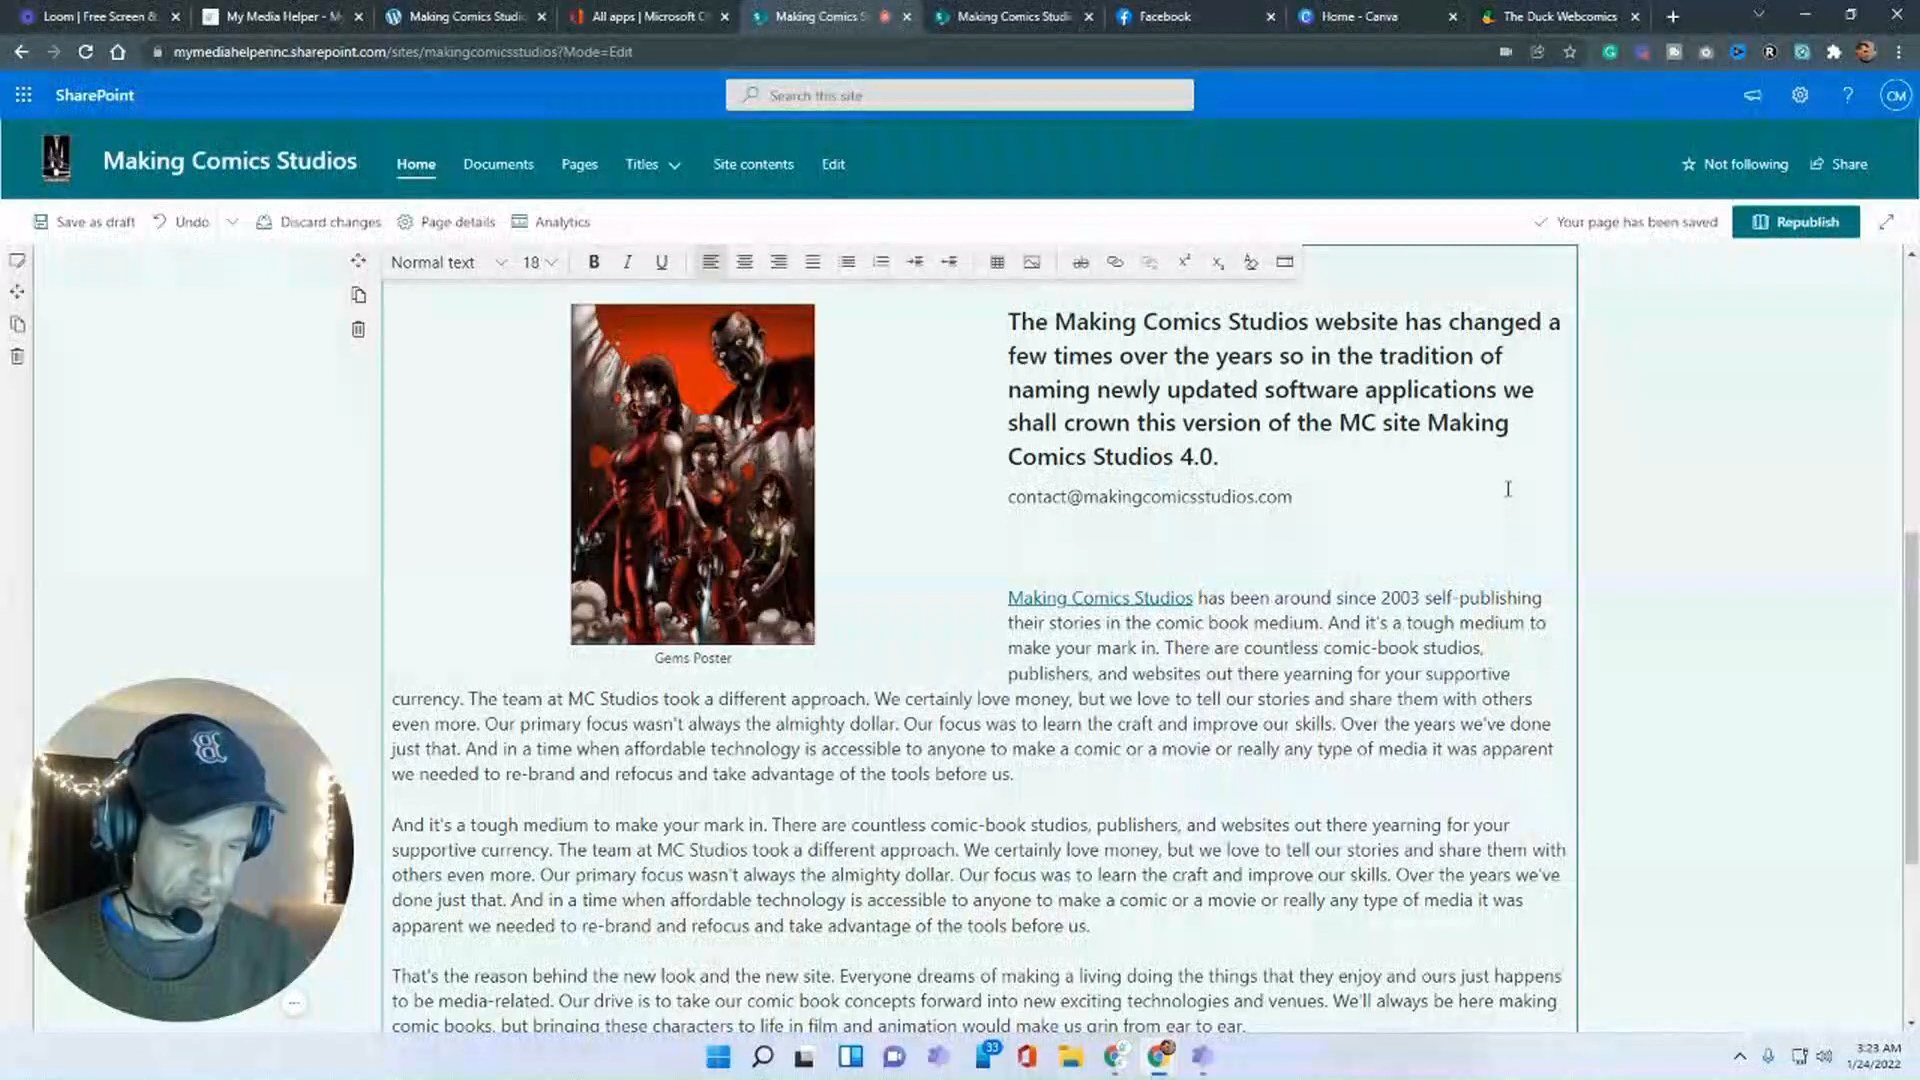 Loom | Free Screen &
My Media Helper - M
Making Comics Studio
All apps | Microsoft O
Making Comics S
Making Comics Studi
Facebook
Home - Canva
The Duck Webcomics
mymediahelperinc.sharepoint.com/sites/makingcomicsstudios?Mode=Edit
SharePoint
Search this site
CM
Making Comics Studios
Home
Documents
Pages
Titles
Site contents
Edit
Not following
Share
Save as draft
Undo
Discard changes
Page details
Analytics
Your page has been saved
Republish
Normal text
18
B
I
U
The Making Comics Studios website has changed a
few times over the years so in the tradition of
naming newly updated software applications we
shall crown this version of the MC site Making
Comics Studios 4.0.
contact@makingcomicsstudios.com
Gems Poster
Making Comics Studios has been around since 2003 self-publishing
their stories in the comic book medium. And it's a tough medium to
make your mark in. There are countless comic-book studios,
publishers, and websites out there yearning for your supportive
currency. The team at MC Studios took a different approach. We certainly love money, but we love to tell our stories and share them with others
even more. Our primary focus wasn't always the almighty dollar. Our focus was to learn the craft and improve our skills. Over the years we've done
just that. And in a time when affordable technology is accessible to anyone to make a comic or a movie or really any type of media it was apparent
we needed to re-brand and refocus and take advantage of the tools before us.
And it's a tough medium to make your mark in. There are countless comic-book studios, publishers, and websites out there yearning for your
supportive currency. The team at MC Studios took a different approach. We certainly love money, but we love to tell our stories and share them with
others even more. Our primary focus wasn't always the almighty dollar. Our focus was to learn the craft and improve our skills. Over the years we've
done just that. And in a time when affordable technology is accessible to anyone to make a comic or a movie or really any type of media it was
apparent we needed to re-brand and refocus and take advantage of the tools before us.
That's the reason behind the new look and the new site. Everyone dreams of making a living doing the things that they enjoy and ours just happens
to be media-related. Our drive is to take our comic book concepts forward into new exciting technologies and venues. We'll always be here making
comic books, but bringing these characters to life in film and animation would make us grin from ear to ear.
33
3:23 AM
1/24/2022